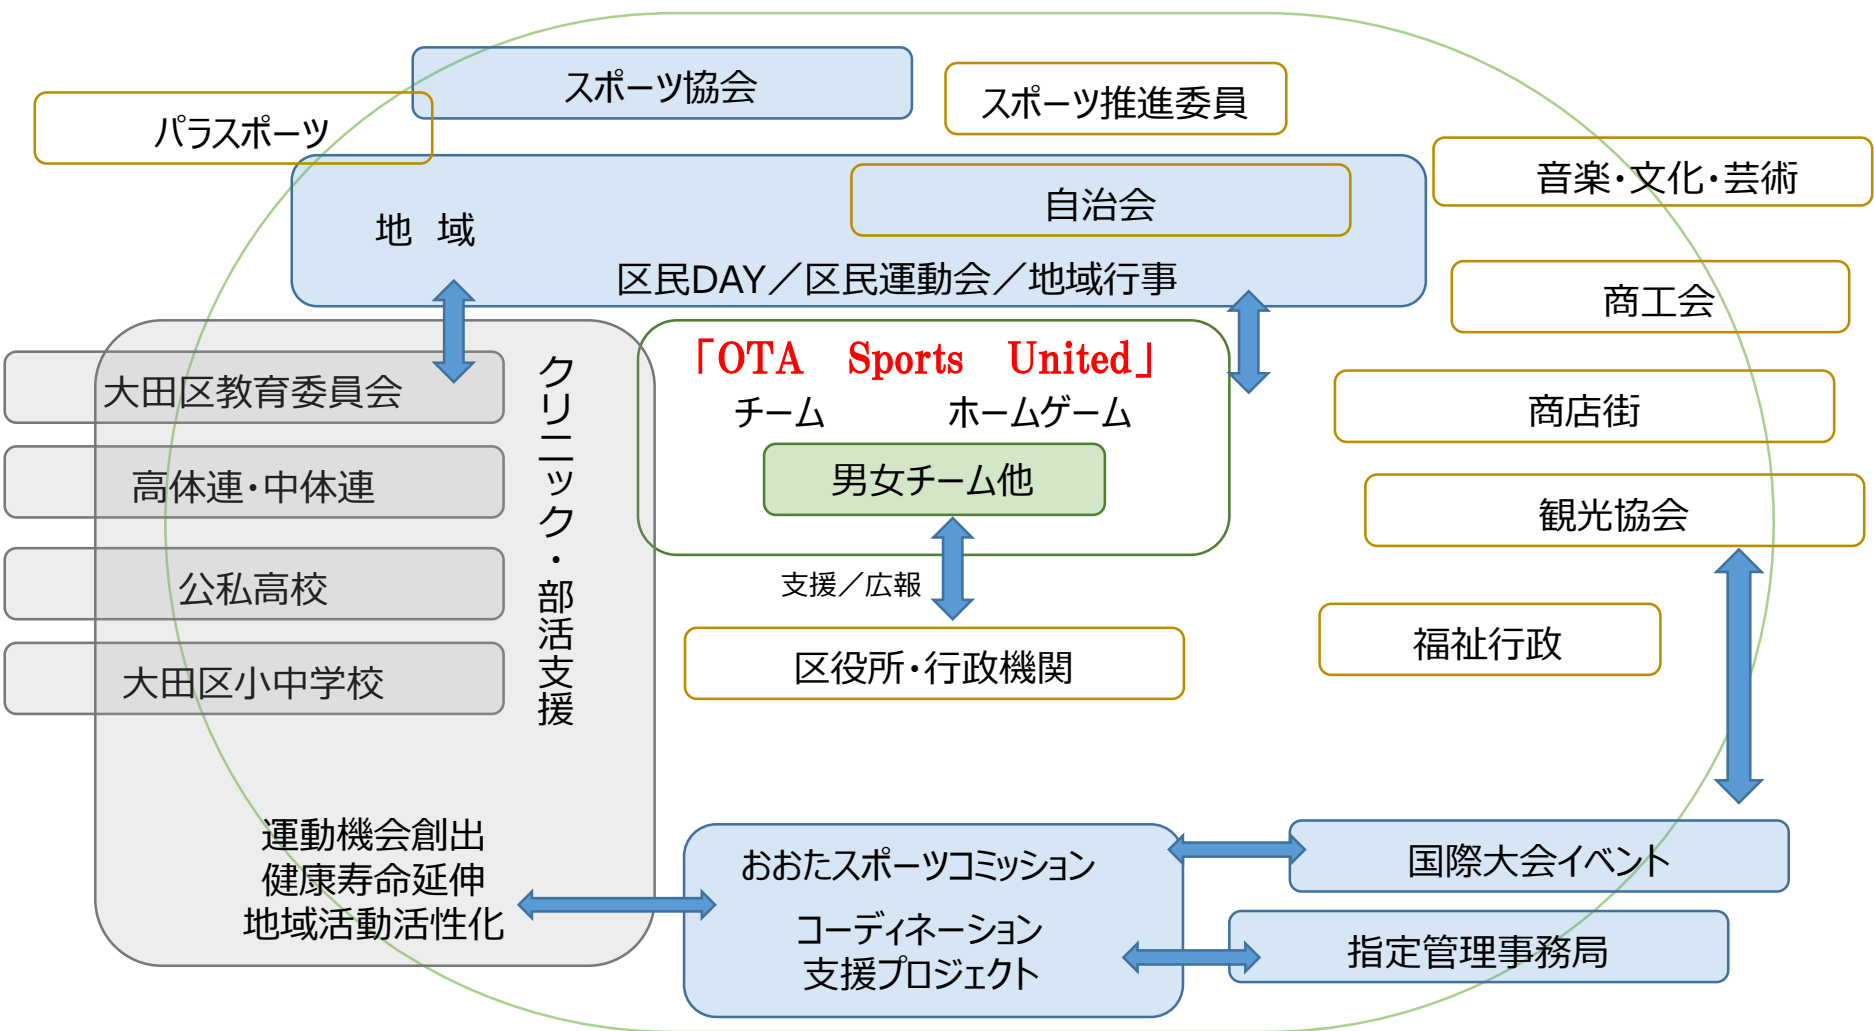 スポーツ協会
スポーツ推進委員
パラスポーツ
音楽・文化・芸術
自治会
地　域
区民DAY／区民運動会／地域行事
商工会
「OTA　Sports　United」
チーム　ホームゲーム
男女チーム他
商店街
観光協会
大田区教育委員会
高体連・中体連
公私高校
大田区小中学校
クリニック・部活支援
支援／広報
区役所・行政機関
福祉行政
運動機会創出
健康寿命延伸
地域活動活性化
おおたスポーツコミッション
コーディネーション
支援プロジェクト
国際大会イベント
指定管理事務局